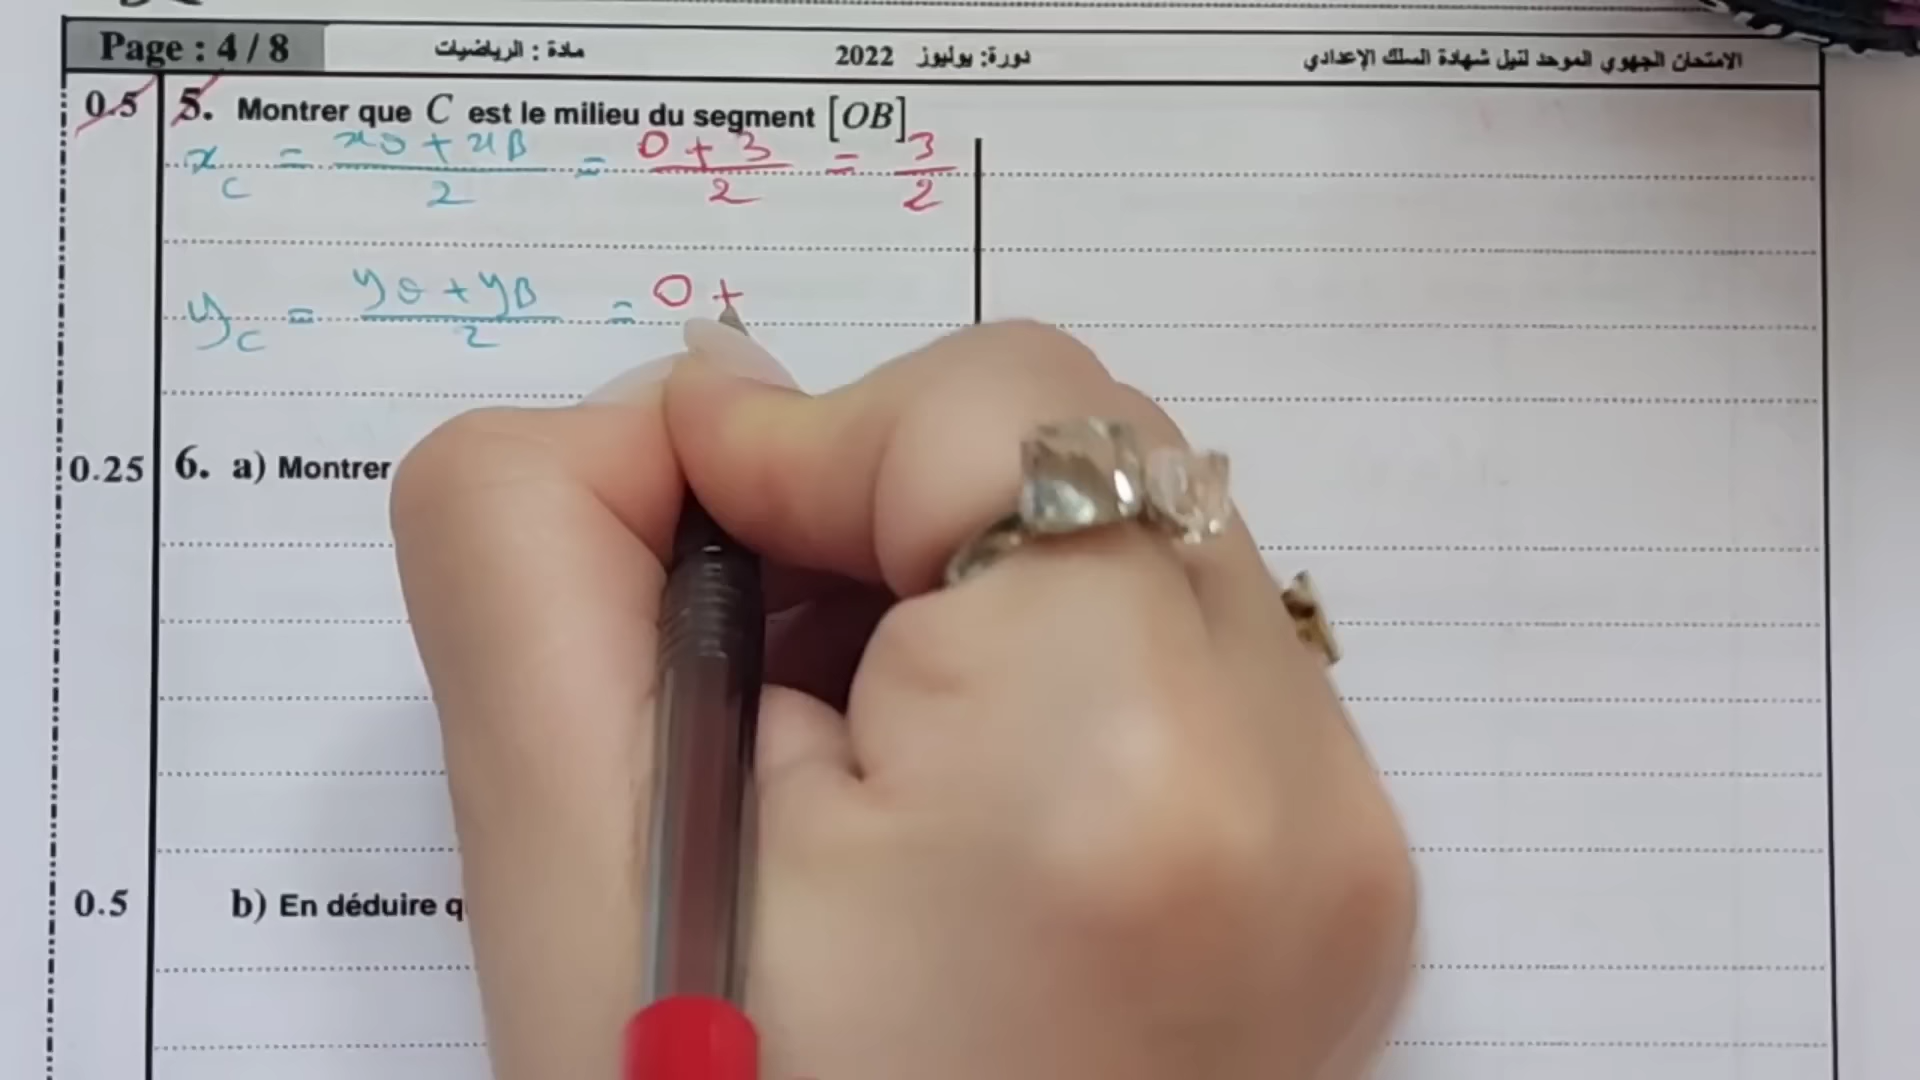 Page : 4 / 8 مادة : الرياضيات دورة: يوليوز 2022 الامتحان الجهوي الموحد لنيل شهادة السلك الإعدادي
0.5 5. Montrer que C est le milieu du segment [OB]
x_C = (xO + xB)/2 = (0 + 3)/2 = 3/2
y_C = (yO + yB)/2 = 0 +
0.25 6. a) Montrer
0.5 b) En déduire